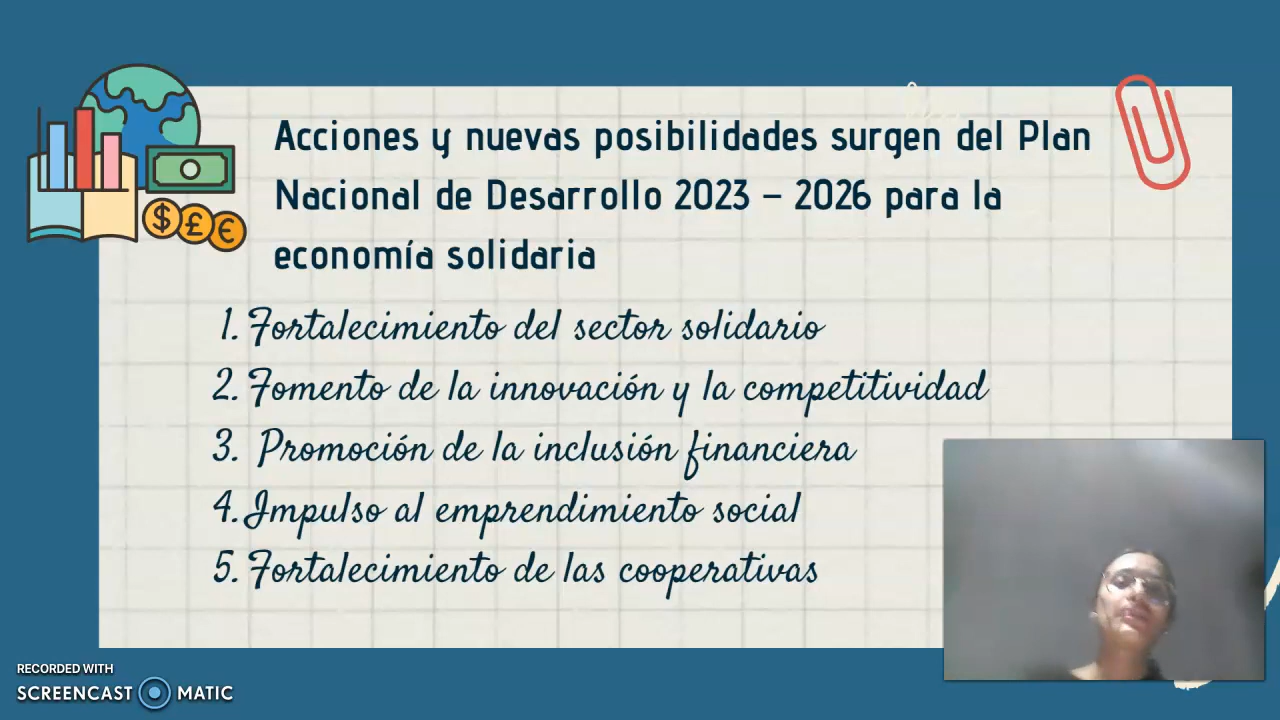 Acciones y nuevas posibilidades surgen del Plan
Nacional de Desarrollo 2023 – 2026 para la
economía solidaria
1. Fortalecimiento del sector solidario
2. Fomento de la innovación y la competitividad
3. Promoción de la inclusión financiera
4. Impulso al emprendimiento social
5. Fortalecimiento de las cooperativas
RECORDED WITH
SCREENCAST MATIC